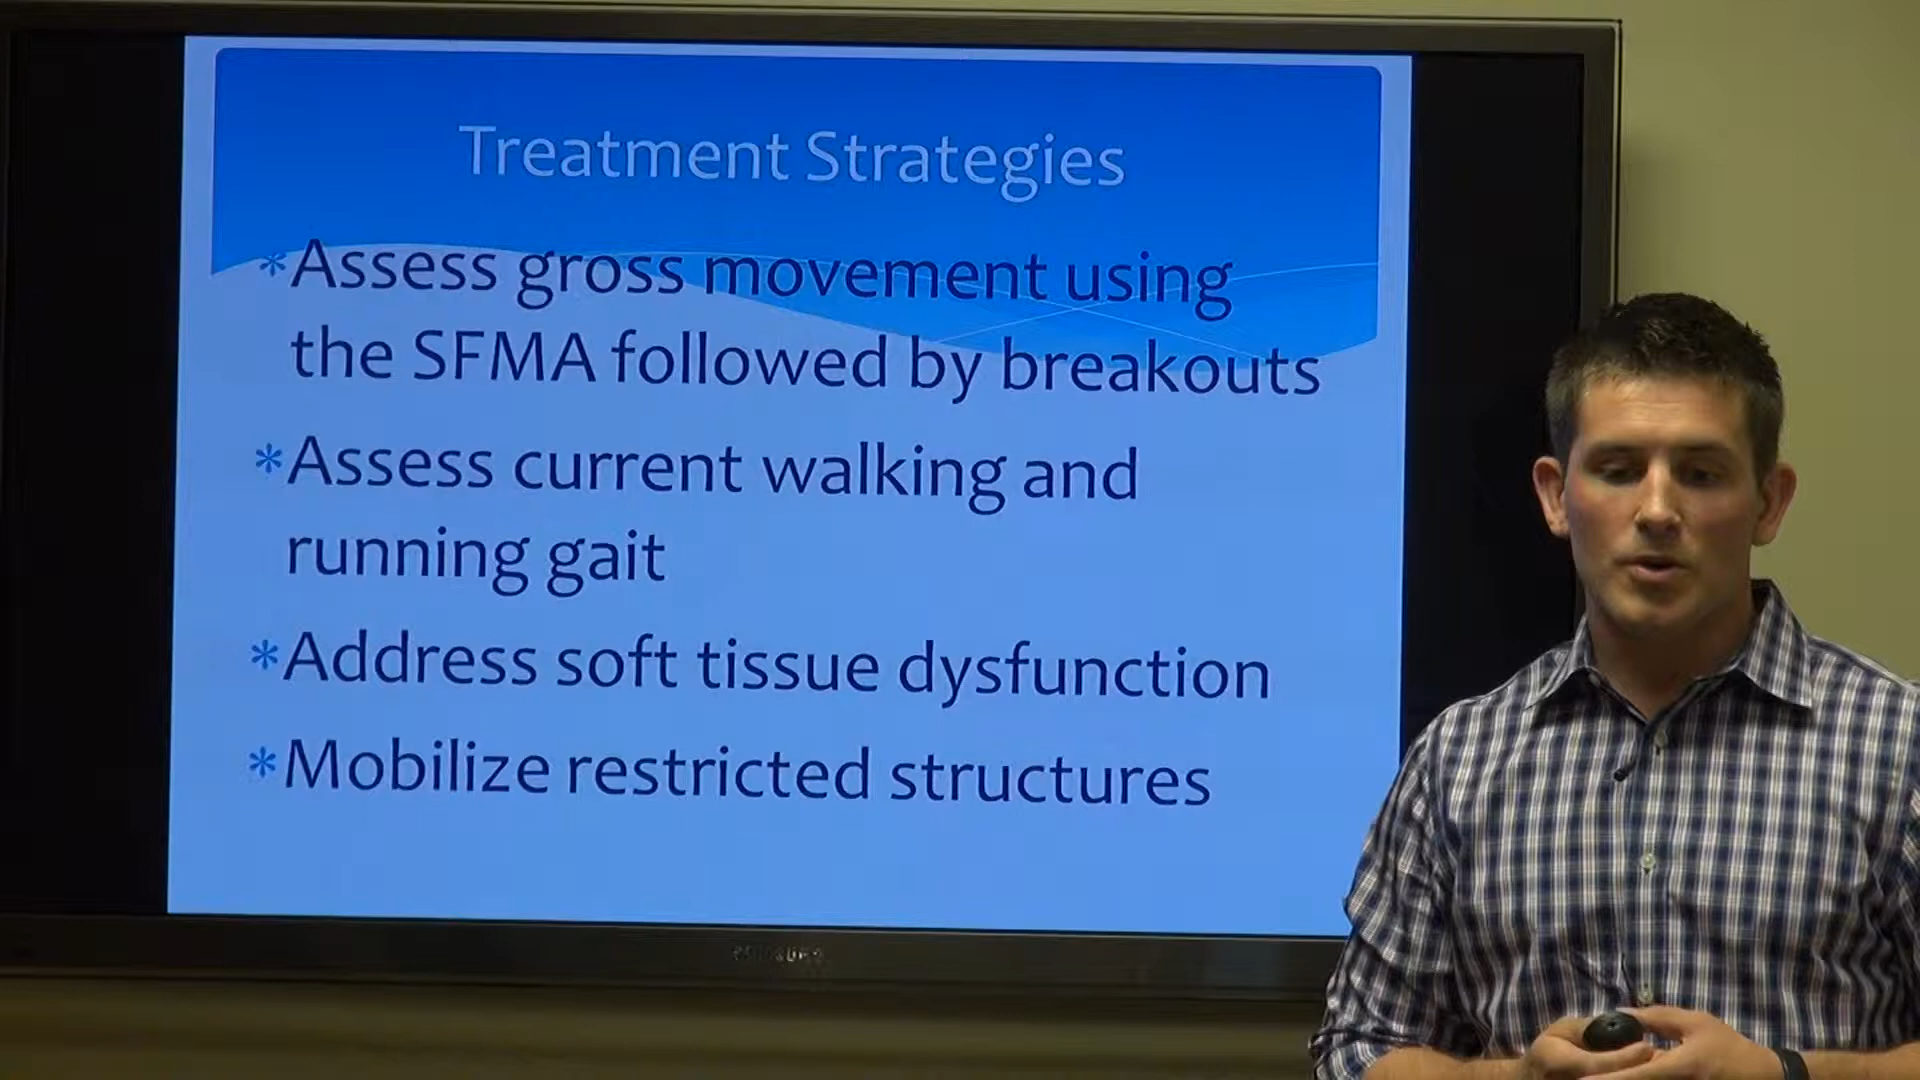 Treatment Strategies
*Assess gross movement using
the SFMA followed by breakouts
*Assess current walking and
running gait
*Address soft tissue dysfunction
*Mobilize restricted structures
SAMSUNG